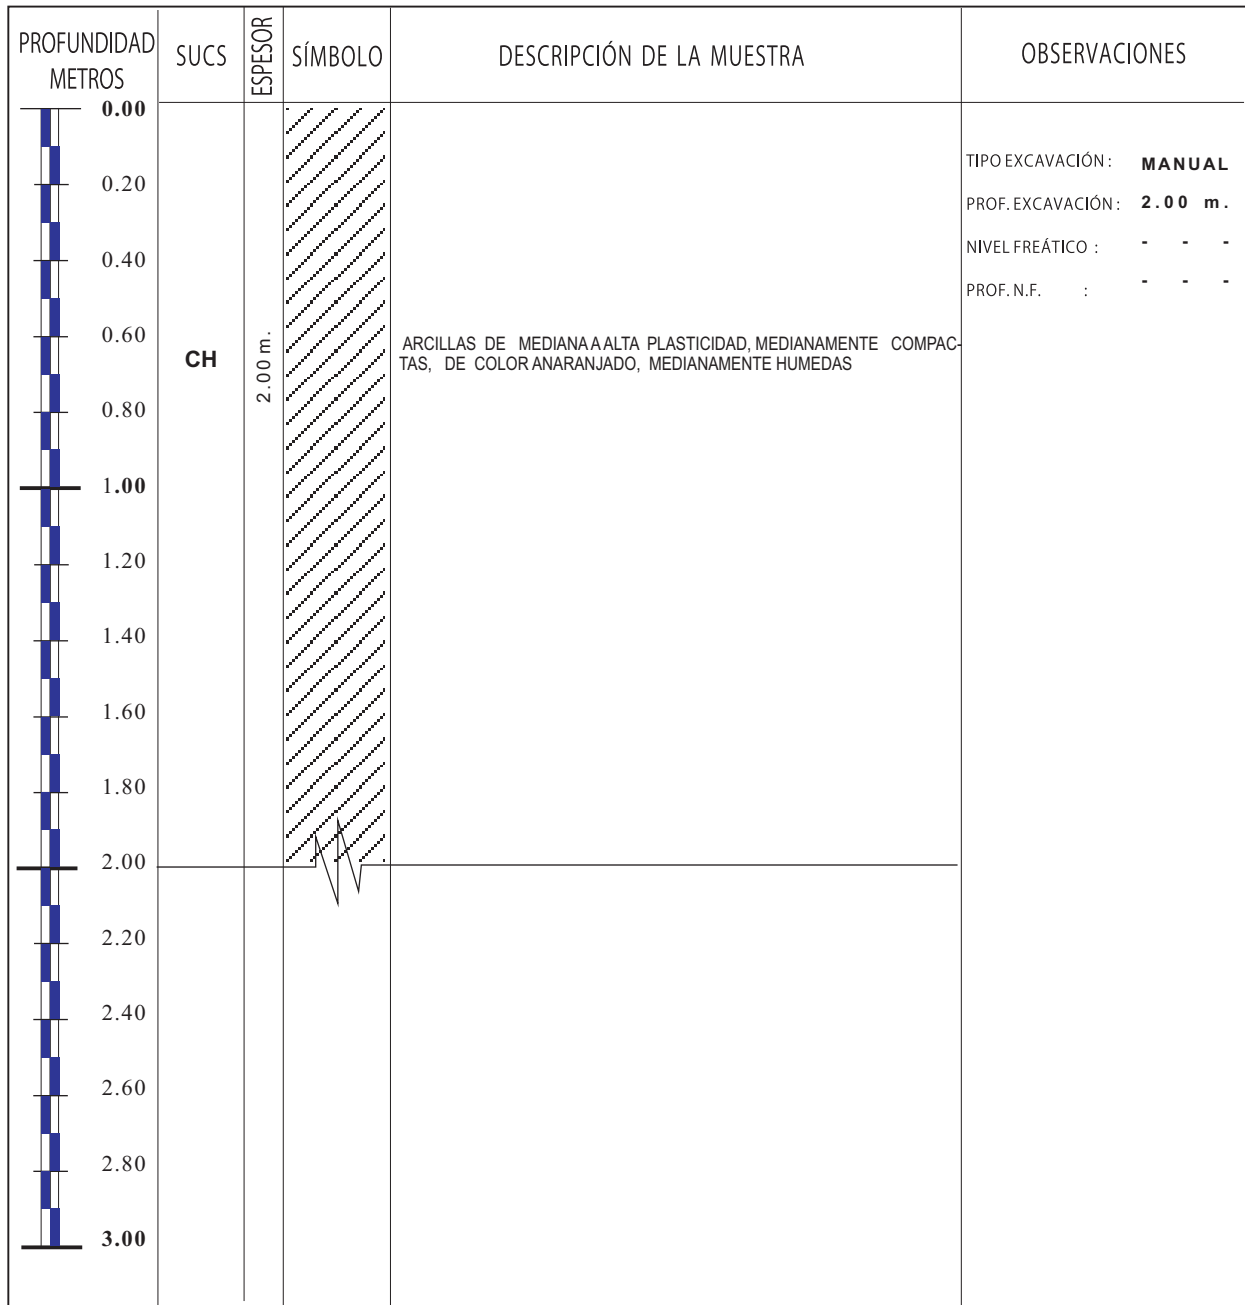 PROFUNDIDAD
METROS
SUCS
ESPESOR
SÍMBOLO
DESCRIPCIÓN DE LA MUESTRA
OBSERVACIONES
0.00
0.20
0.40
0.60
0.80
1.00
1.20
1.40
1.60
1.80
2.00
2.20
2.40
2.60
2.80
3.00
CH
2.00 m.
ARCILLAS DE MEDIANA A ALTA PLASTICIDAD, MEDIANAMENTE COMPAC-
TAS, DE COLOR ANARANJADO, MEDIANAMENTE HUMEDAS
TIPO EXCAVACIÓN : MANUAL
PROF. EXCAVACIÓN : 2.00 m.
NIVEL FREÁTICO : - - -
PROF. N.F. : - - -